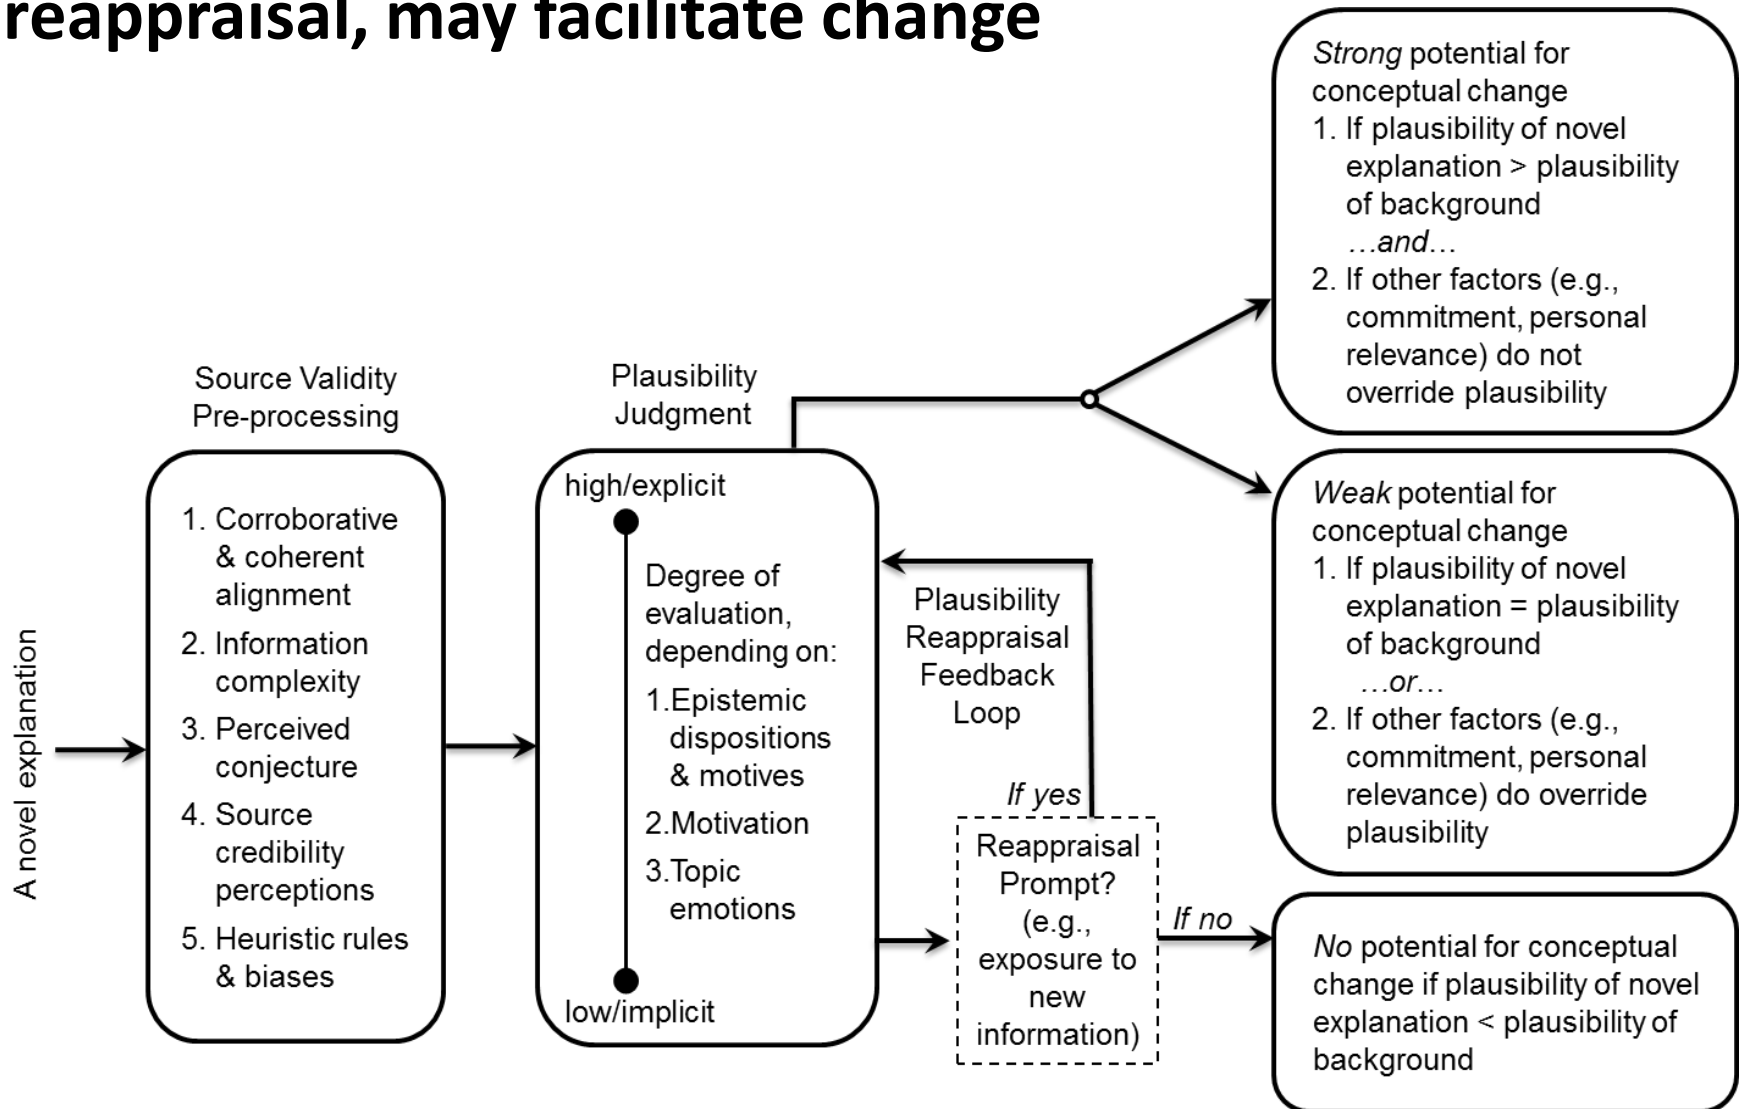 reappraisal, may facilitate change
A novel explanation
Source Validity
Pre-processing
1. Corroborative
& coherent
alignment
2. Information
complexity
3. Perceived
conjecture
4. Source
credibility
perceptions
5. Heuristic rules
& biases
Plausibility
Judgment
high/explicit
Degree of
evaluation,
depending on:
1.Epistemic
dispositions
& motives
2.Motivation
3.Topic
emotions
low/implicit
Plausibility
Reappraisal
Feedback
Loop
If yes
Reappraisal
Prompt?
(e.g.,
exposure to
new
information)
If no
Strong potential for
conceptual change
1. If plausibility of novel
explanation > plausibility
of background
…and…
2. If other factors (e.g.,
commitment, personal
relevance) do not
override plausibility
Weak potential for
conceptual change
1. If plausibility of novel
explanation = plausibility
of background
…or…
2. If other factors (e.g.,
commitment, personal
relevance) do override
plausibility
No potential for conceptual
change if plausibility of novel
explanation < plausibility of
background